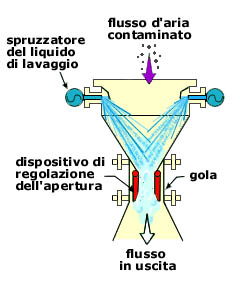 flusso d'aria
contaminato
spruzzatore
del liquido
di lavaggio
dispositivo di
regolazione
dell'apertura
gola
flusso
in uscita